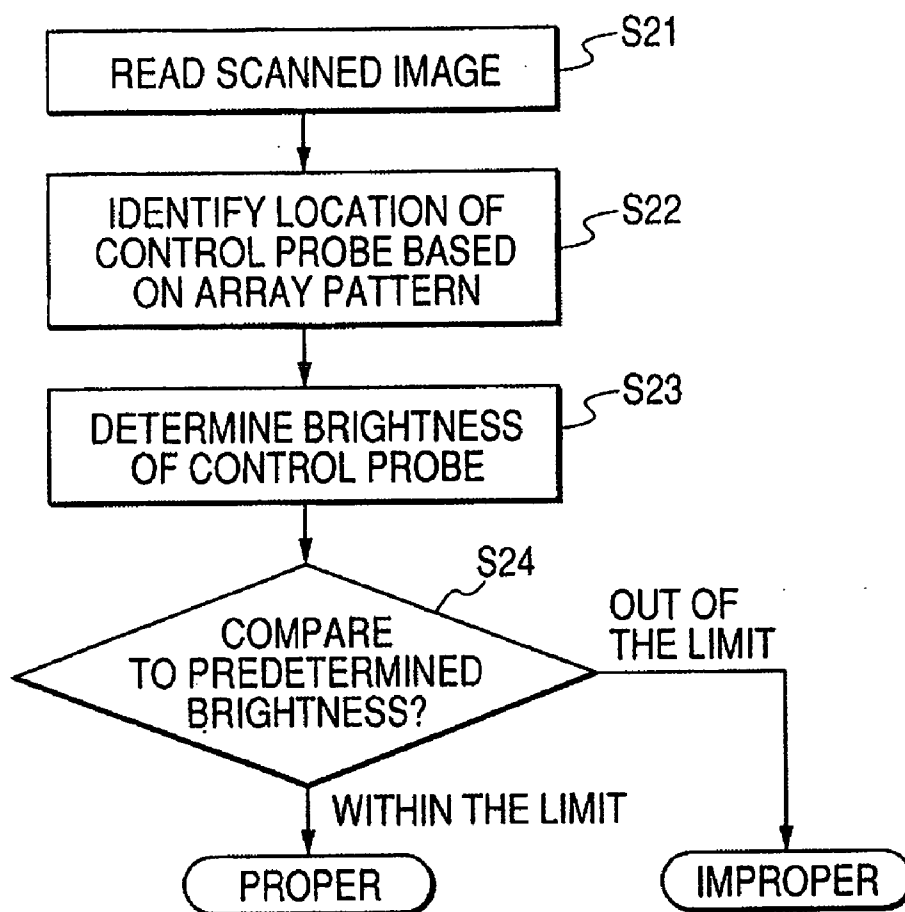 READ SCANNED IMAGE
S21
IDENTIFY LOCATION OF
CONTROL PROBE BASED
ON ARRAY PATTERN
S22
DETERMINE BRIGHTNESS
OF CONTROL PROBE
S23
COMPARE
TO PREDETERMINED
BRIGHTNESS?
S24
OUT OF
THE LIMIT
WITHIN THE LIMIT
PROPER
IMPROPER